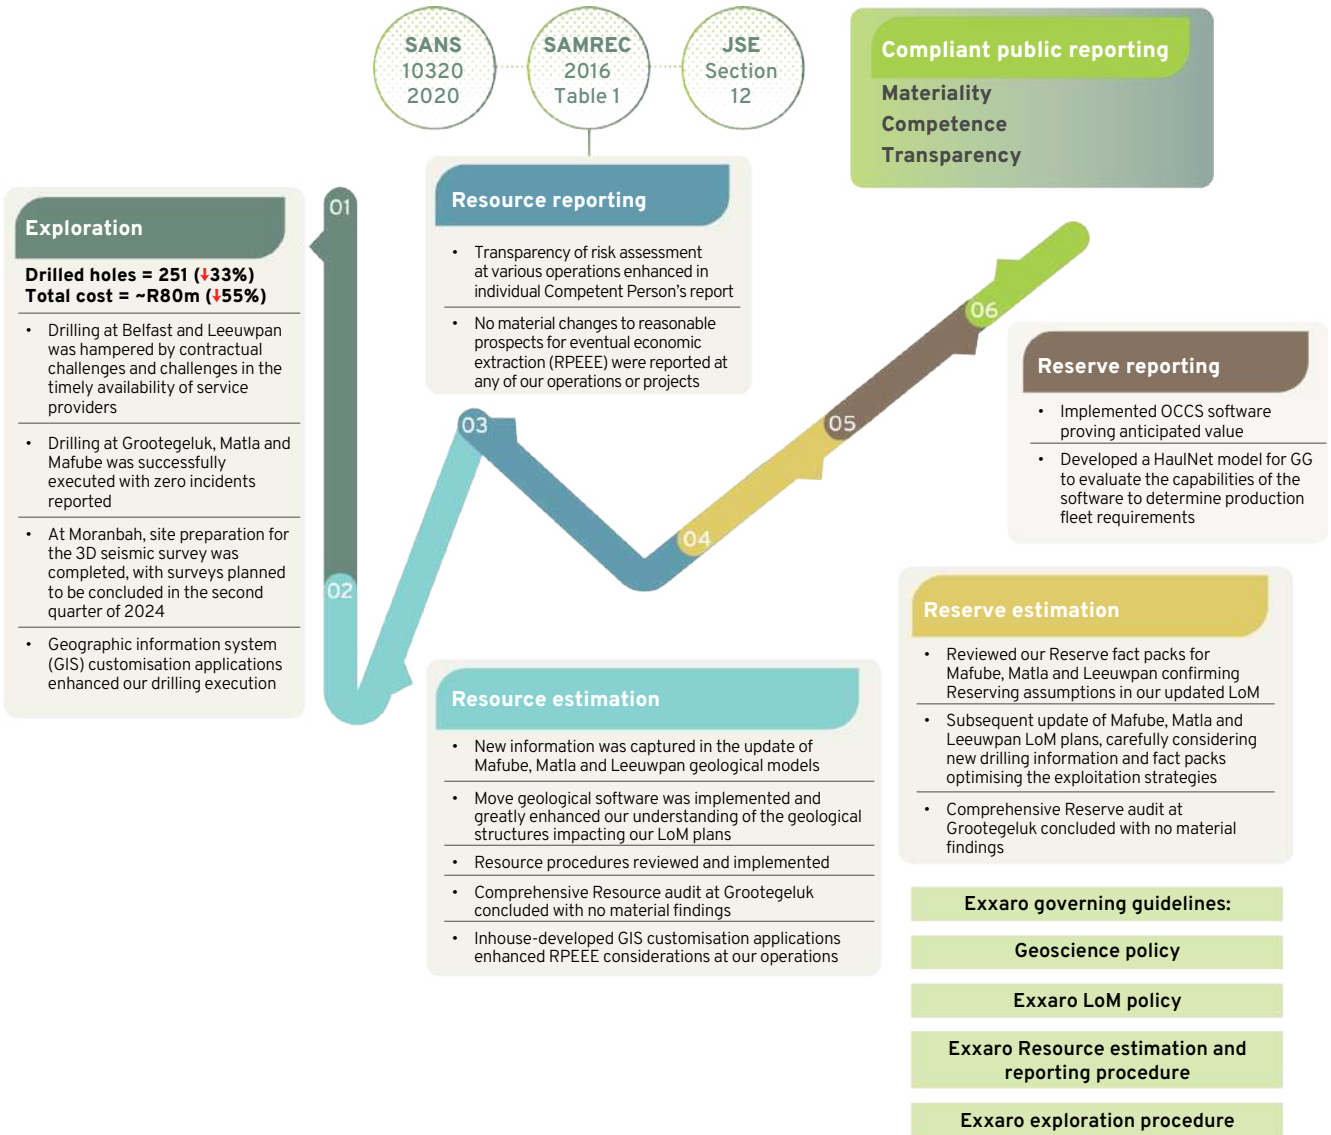 SANS
10320
2020
SAMREC
2016
Table 1
JSE
Section
12
Compliant public reporting
Materiality
Competence
Transparency
Exploration
Drilled holes = 251 (↓33%)
Total cost = ~R80m (↓55%)
• Drilling at Belfast and Leeuwpan
was hampered by contractual
challenges and challenges in the
timely availability of service
providers
• Drilling at Grootegeluk, Matla and
Mafube was successfully
executed with zero incidents
reported
• At Moranbah, site preparation for
the 3D seismic survey was
completed, with surveys planned
to be concluded in the second
quarter of 2024
• Geographic information system
(GIS) customisation applications
enhanced our drilling execution
01
02
Resource reporting
• Transparency of risk assessment
at various operations enhanced in
individual Competent Person's report
• No material changes to reasonable
prospects for eventual economic
extraction (RPEEE) were reported at
any of our operations or projects
03
04
05
06
Reserve reporting
• Implemented OCCS software
proving anticipated value
• Developed a HaulNet model for GG
to evaluate the capabilities of the
software to determine production
fleet requirements
Resource estimation
• New information was captured in the update of
Mafube, Matla and Leeuwpan geological models
• Move geological software was implemented and
greatly enhanced our understanding of the geological
structures impacting our LoM plans
• Resource procedures reviewed and implemented
• Comprehensive Resource audit at Grootegeluk
concluded with no material findings
• Inhouse-developed GIS customisation applications
enhanced RPEEE considerations at our operations
Reserve estimation
• Reviewed our Reserve fact packs for
Mafube, Matla and Leeuwpan confirming
Reserving assumptions in our updated LoM
• Subsequent update of Mafube, Matla and
Leeuwpan LoM plans, carefully considering
new drilling information and fact packs
optimising the exploitation strategies
• Comprehensive Reserve audit at
Grootegeluk concluded with no material
findings
Exxaro governing guidelines:
Geoscience policy
Exxaro LoM policy
Exxaro Resource estimation and
reporting procedure
Exxaro exploration procedure